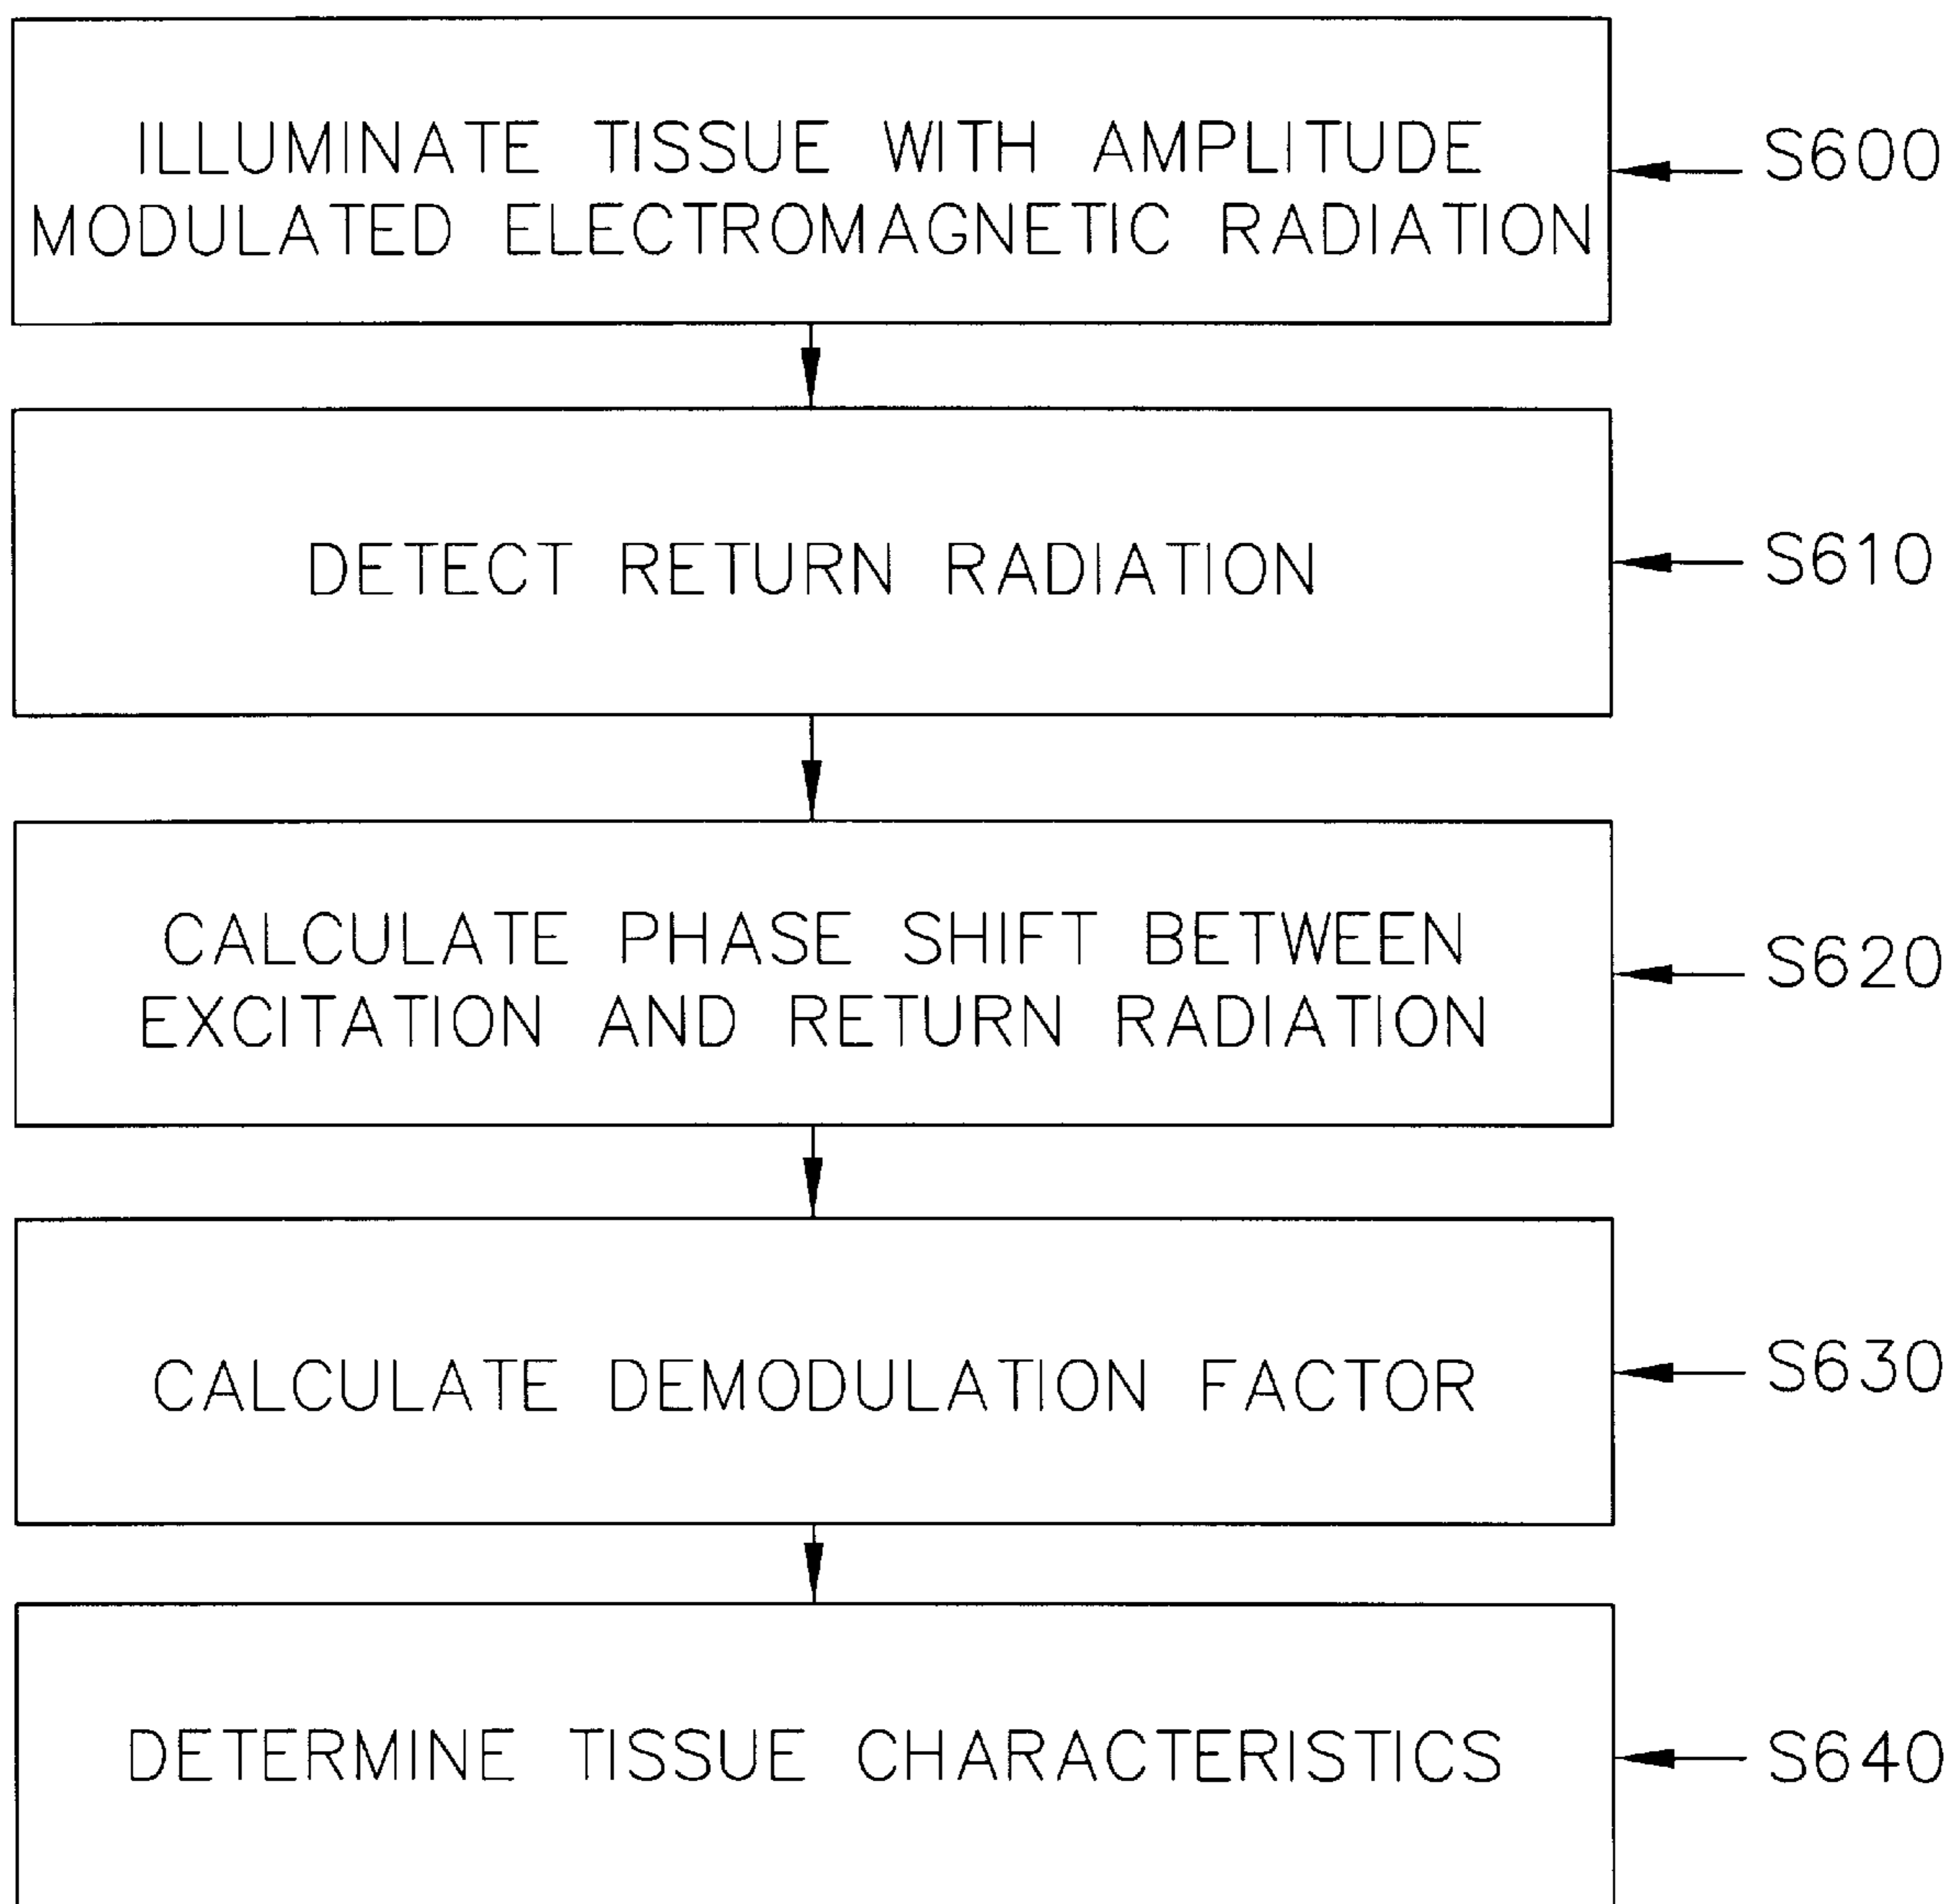 ILLUMINATE TISSUE WITH AMPLITUDE
MODULATED ELECTROMAGNETIC RADIATION
S600
DETECT RETURN RADIATION
S610
CALCULATE PHASE SHIFT BETWEEN
EXCITATION AND RETURN RADIATION
S620
CALCULATE DEMODULATION FACTOR
S630
DETERMINE TISSUE CHARACTERISTICS
S640